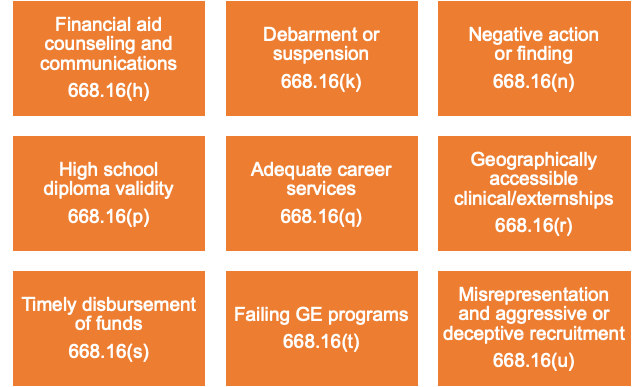 Financial aid
counseling and
communications
668.16(h)
Debarment or
suspension
668.16(k)
Negative action
or finding
668.16(n)
High school
diploma validity
668.16(p)
Adequate career
services
668.16(q)
Geographically
accessible
clinical/externships
668.16(r)
Timely disbursement
of funds
668.16(s)
Failing GE programs
668.16(t)
Misrepresentation
and aggressive or
deceptive recruitment
668.16(u)